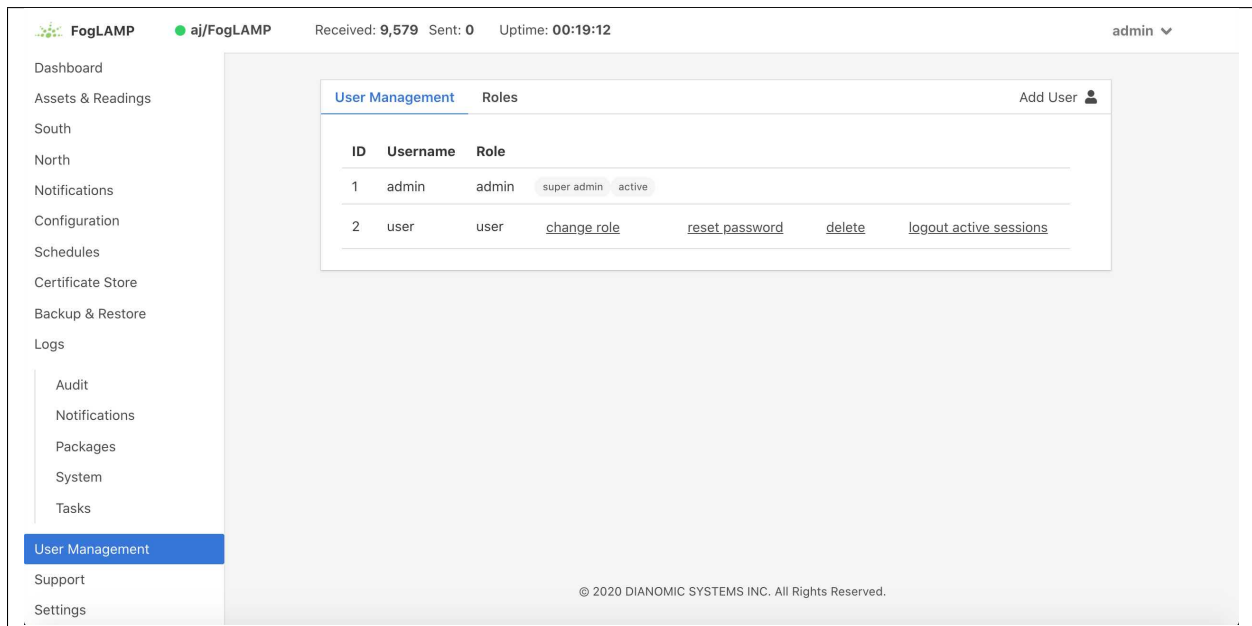 FogLAMP aj/FogLAMP Received: 9,579 Sent: 0 Uptime: 00:19:12 admin
Dashboard
Assets & Readings
South
North
Notifications
Configuration
Schedules
Certificate Store
Backup & Restore
Logs
Audit
Notifications
Packages
System
Tasks
User Management
Support
Settings
User Management Roles Add User
ID Username Role
1 admin admin super admin active
2 user user change role reset password delete logout active sessions
© 2020 DIANOMIC SYSTEMS INC. All Rights Reserved.